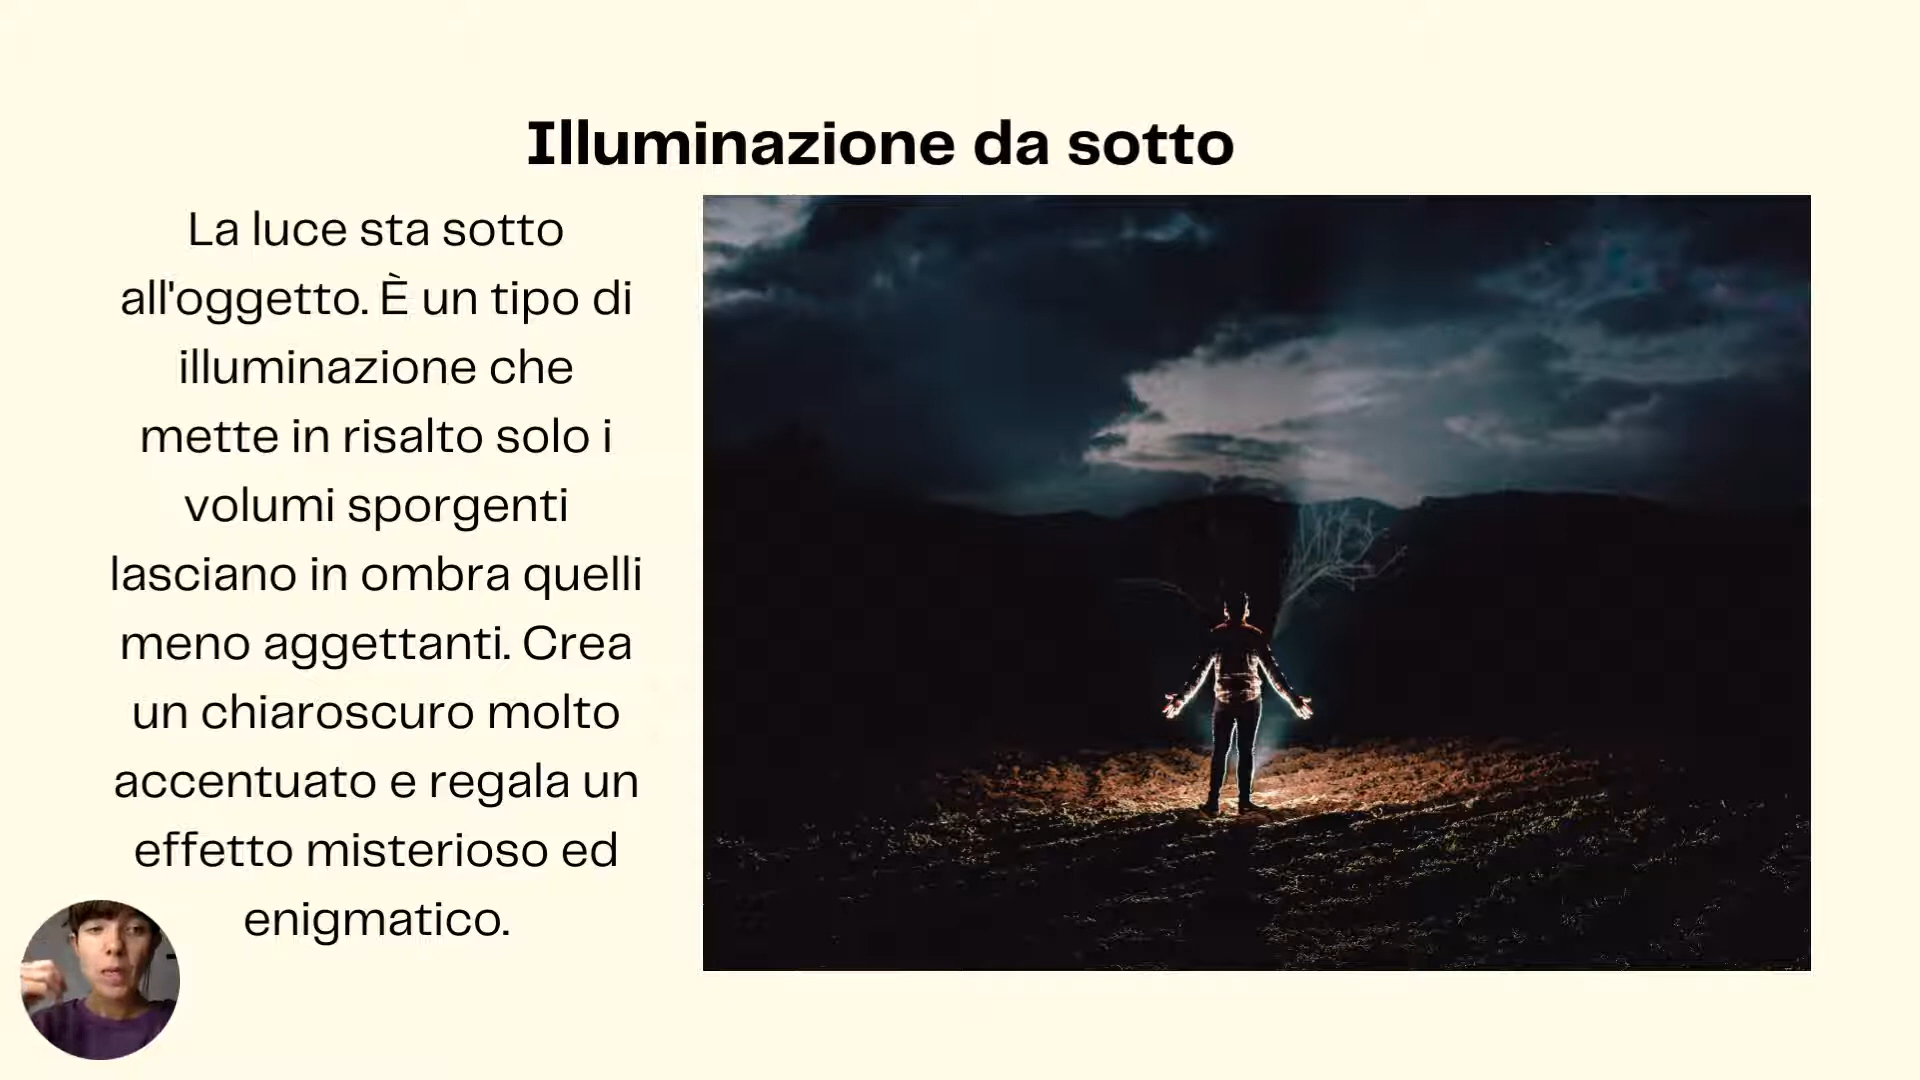 Illuminazione da sotto
La luce sta sotto
all'oggetto. È un tipo di
illuminazione che
mette in risalto solo i
volumi sporgenti
lasciano in ombra quelli
meno aggettanti. Crea
un chiaroscuro molto
accentuato e regala un
effetto misterioso ed
enigmatico.